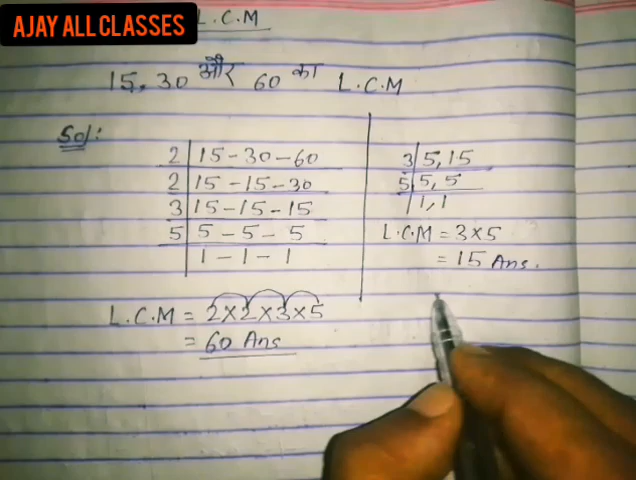 AJAY ALL CLASSES
L.C.M
15, 30 और 60 का L.C.M
Sol:
2 | 15 - 30 - 60
2 | 15 - 15 - 30
3 | 15 - 15 - 15
5 | 5 - 5 - 5
1 - 1 - 1
L.C.M = 2×2×3×5
= 60 Ans
3 | 5, 15
5 | 5, 5
| 1, 1
L.C.M = 3×5
= 15 Ans.